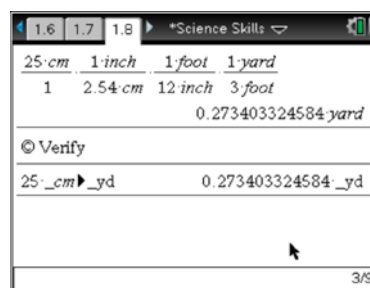 1.6 1.7 1.8 *Science Skills
25·cm 1·inch 1·foot 1·yard
1 2.54·cm 12·inch 3·foot
0.273403324584·yard
© Verify
25·_cm▶_yd 0.273403324584·_yd
3/9